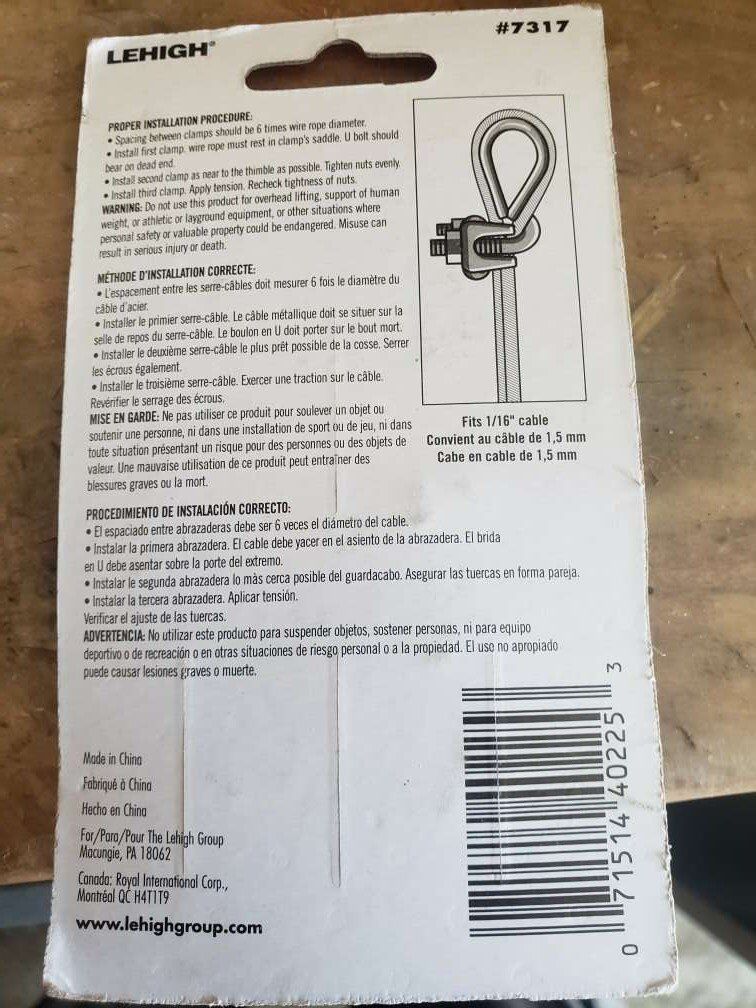 LEHIGH®
#7317
PROPER INSTALLATION PROCEDURE:
• Spacing between clamps should be 6 times wire rope diameter.
• Install first clamp. wire rope must rest in clamp's saddle. U bolt should
bear on dead end.
• Install second clamp as near to the thimble as possible. Tighten nuts evenly.
• Install third clamp. Apply tension. Recheck tightness of nuts.
WARNING: Do not use this product for overhead lifting, support of human
weight, or athletic or layground equipment, or other situations where
personal safety or valuable property could be endangered. Misuse can
result in serious injury or death.
MÉTHODE D'INSTALLATION CORRECTE:
• L'espacement entre les serre-câbles doit mesurer 6 fois le diamètre du
câble d'acier.
• Installer le primier serre-câble. Le câble métallique doit se situer sur la
selle de repos du serre-câble. Le boulon en U doit porter sur le bout mort.
• Installer le deuxième serre-câble le plus prêt possible de la cosse. Serrer
les écrous également.
• Installer le troisième serre-câble. Exercer une traction sur le câble.
Revérifier le serrage des écrous.
MISE EN GARDE: Ne pas utiliser ce produit pour soulever un objet ou
soutenir une personne, ni dans une installation de sport ou de jeu, ni dans
toute situation présentant un risque pour des personnes ou des objets de
valeur. Une mauvaise utilisation de ce produit peut entraîner des
blessures graves ou la mort.
Fits 1/16" cable
Convient au câble de 1,5 mm
Cabe en cable de 1,5 mm
PROCEDIMIENTO DE INSTALACIÓN CORRECTO:
• El espaciado entre abrazaderas debe ser 6 veces el diámetro del cable.
• Instalar la primera abrazadera. El cable debe yacer en el asiento de la abrazadera. El brida
en U debe asentar sobre la porte del extremo.
• Instalar le segunda abrazadera lo màs cerca posible del guardacabo. Asegurar las tuercas en forma pareja.
• Instalar la tercera abrazadera. Aplicar tensión.
Verificar el ajuste de las tuercas.
ADVERTENCIA: No utilizar este producto para suspender objetos, sostener personas, ni para equipo
deportivo o de recreación o en otras situaciones de riesgo personal o a la propiedad. El uso no apropiado
puede causar lesiones graves o muerte.
Made in China
Fabriqué à China
Hecho en China
For/Para/Pour The Lehigh Group
Macungie, PA 18062
Canada: Royal International Corp.,
Montréal QC H4T1T9
www.lehighgroup.com
0 71514 40225 3